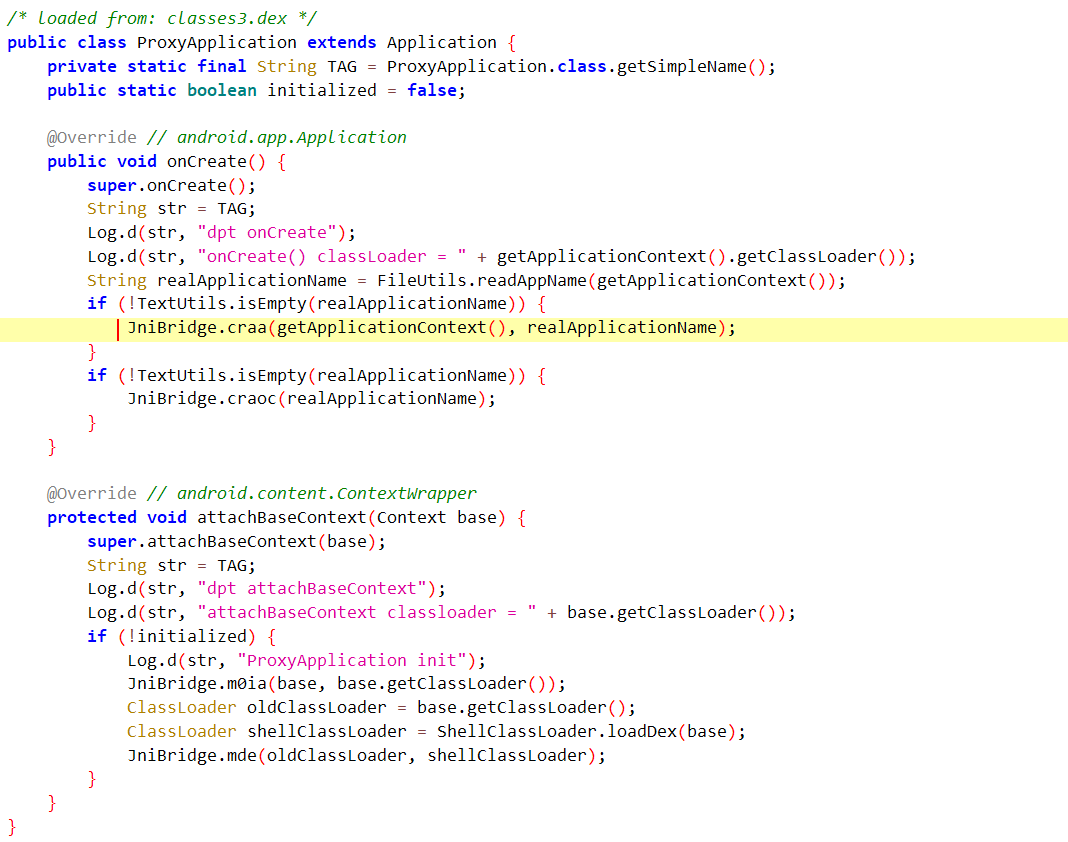 /* loaded from: classes3.dex */
public class ProxyApplication extends Application {
    private static final String TAG = ProxyApplication.class.getSimpleName();
    public static boolean initialized = false;

    @Override // android.app.Application
    public void onCreate() {
        super.onCreate();
        String str = TAG;
        Log.d(str, "dpt onCreate");
        Log.d(str, "onCreate() classLoader = " + getApplicationContext().getClassLoader());
        String realApplicationName = FileUtils.readAppName(getApplicationContext());
        if (!TextUtils.isEmpty(realApplicationName)) {
            JniBridge.craa(getApplicationContext(), realApplicationName);
        }
        if (!TextUtils.isEmpty(realApplicationName)) {
            JniBridge.craoc(realApplicationName);
        }
    }

    @Override // android.content.ContextWrapper
    protected void attachBaseContext(Context base) {
        super.attachBaseContext(base);
        String str = TAG;
        Log.d(str, "dpt attachBaseContext");
        Log.d(str, "attachBaseContext classloader = " + base.getClassLoader());
        if (!initialized) {
            Log.d(str, "ProxyApplication init");
            JniBridge.m0ia(base, base.getClassLoader());
            ClassLoader oldClassLoader = base.getClassLoader();
            ClassLoader shellClassLoader = ShellClassLoader.loadDex(base);
            JniBridge.mde(oldClassLoader, shellClassLoader);
        }
    }
}